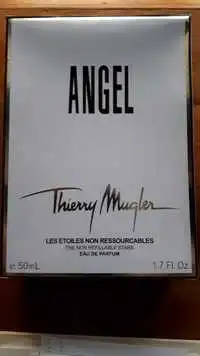 ANGEL
Thierry Mugler
LES ETOILES NON RESSOURCABLES
THE NON REFILLABLE STARS
EAU DE PARFUM
e 50mL 1.7 Fl. Oz.